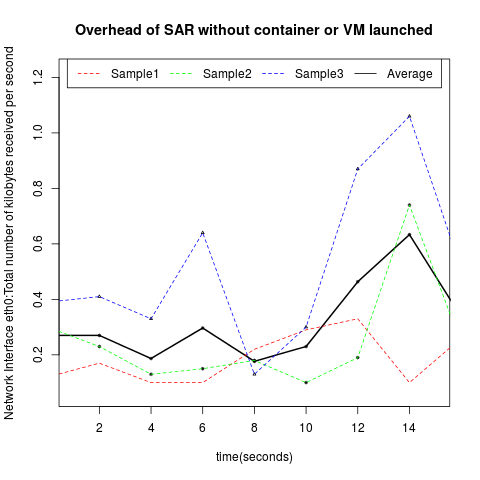 Overhead of SAR without container or VM launched
Sample1 Sample2 Sample3 Average
Network Interface eth0:Total number of kilobytes received per second
1.2
1.0
0.8
0.6
0.4
0.2
2 4 6 8 10 12 14
time(seconds)